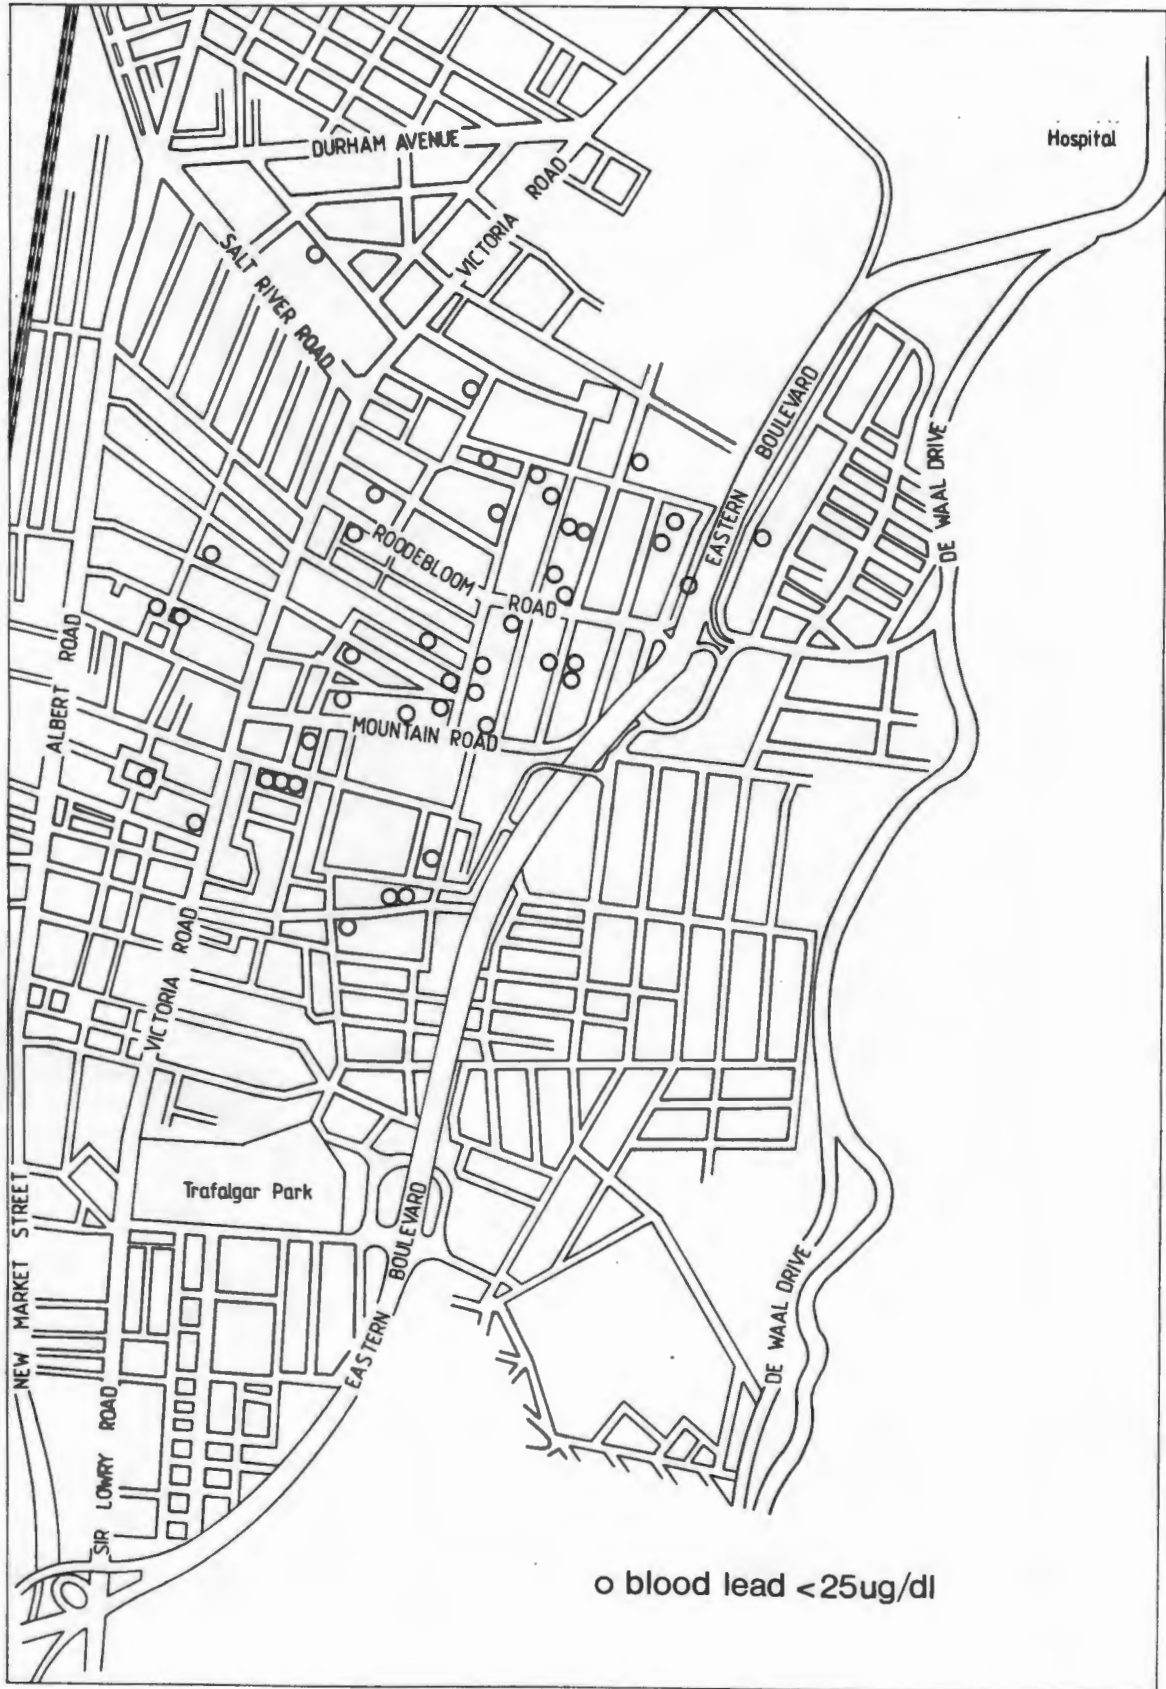 Hospital
DURHAM AVENUE
VICTORIA ROAD
SALT RIVER ROAD
EASTERN BOULEVARD
DE WAAL DRIVE
ROODEBLOOM ROAD
ALBERT ROAD
MOUNTAIN ROAD
VICTORIA ROAD
Trafalgar Park
NEW MARKET STREET
EASTERN BOULEVARD
DE WAAL DRIVE
SIR LOWRY ROAD
o blood lead <25ug/dl